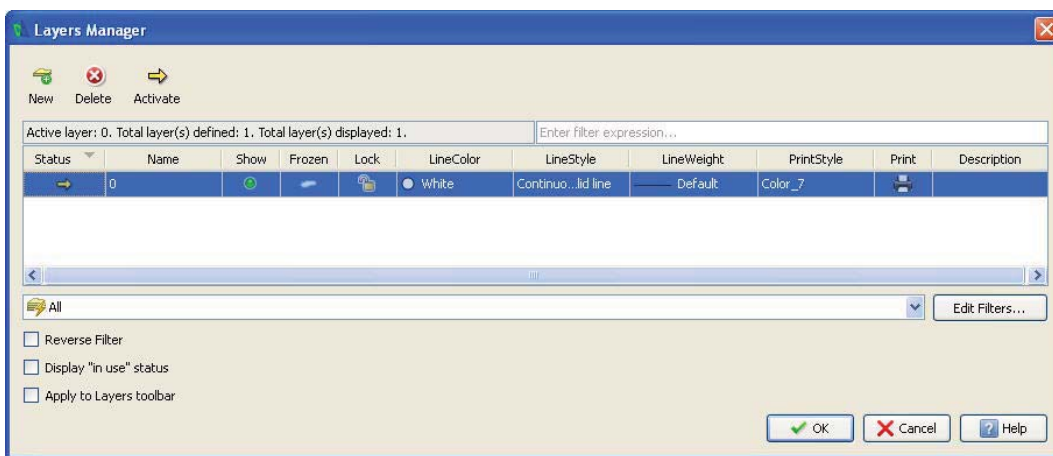 Layers Manager
New Delete Activate
Active layer: 0. Total layer(s) defined: 1. Total layer(s) displayed: 1. Enter filter expression...
Status Name Show Frozen Lock LineColor LineStyle LineWeight PrintStyle Print Description
0 White Continuo...lid line Default Color_7
All Edit Filters...
Reverse Filter
Display "in use" status
Apply to Layers toolbar
OK Cancel Help